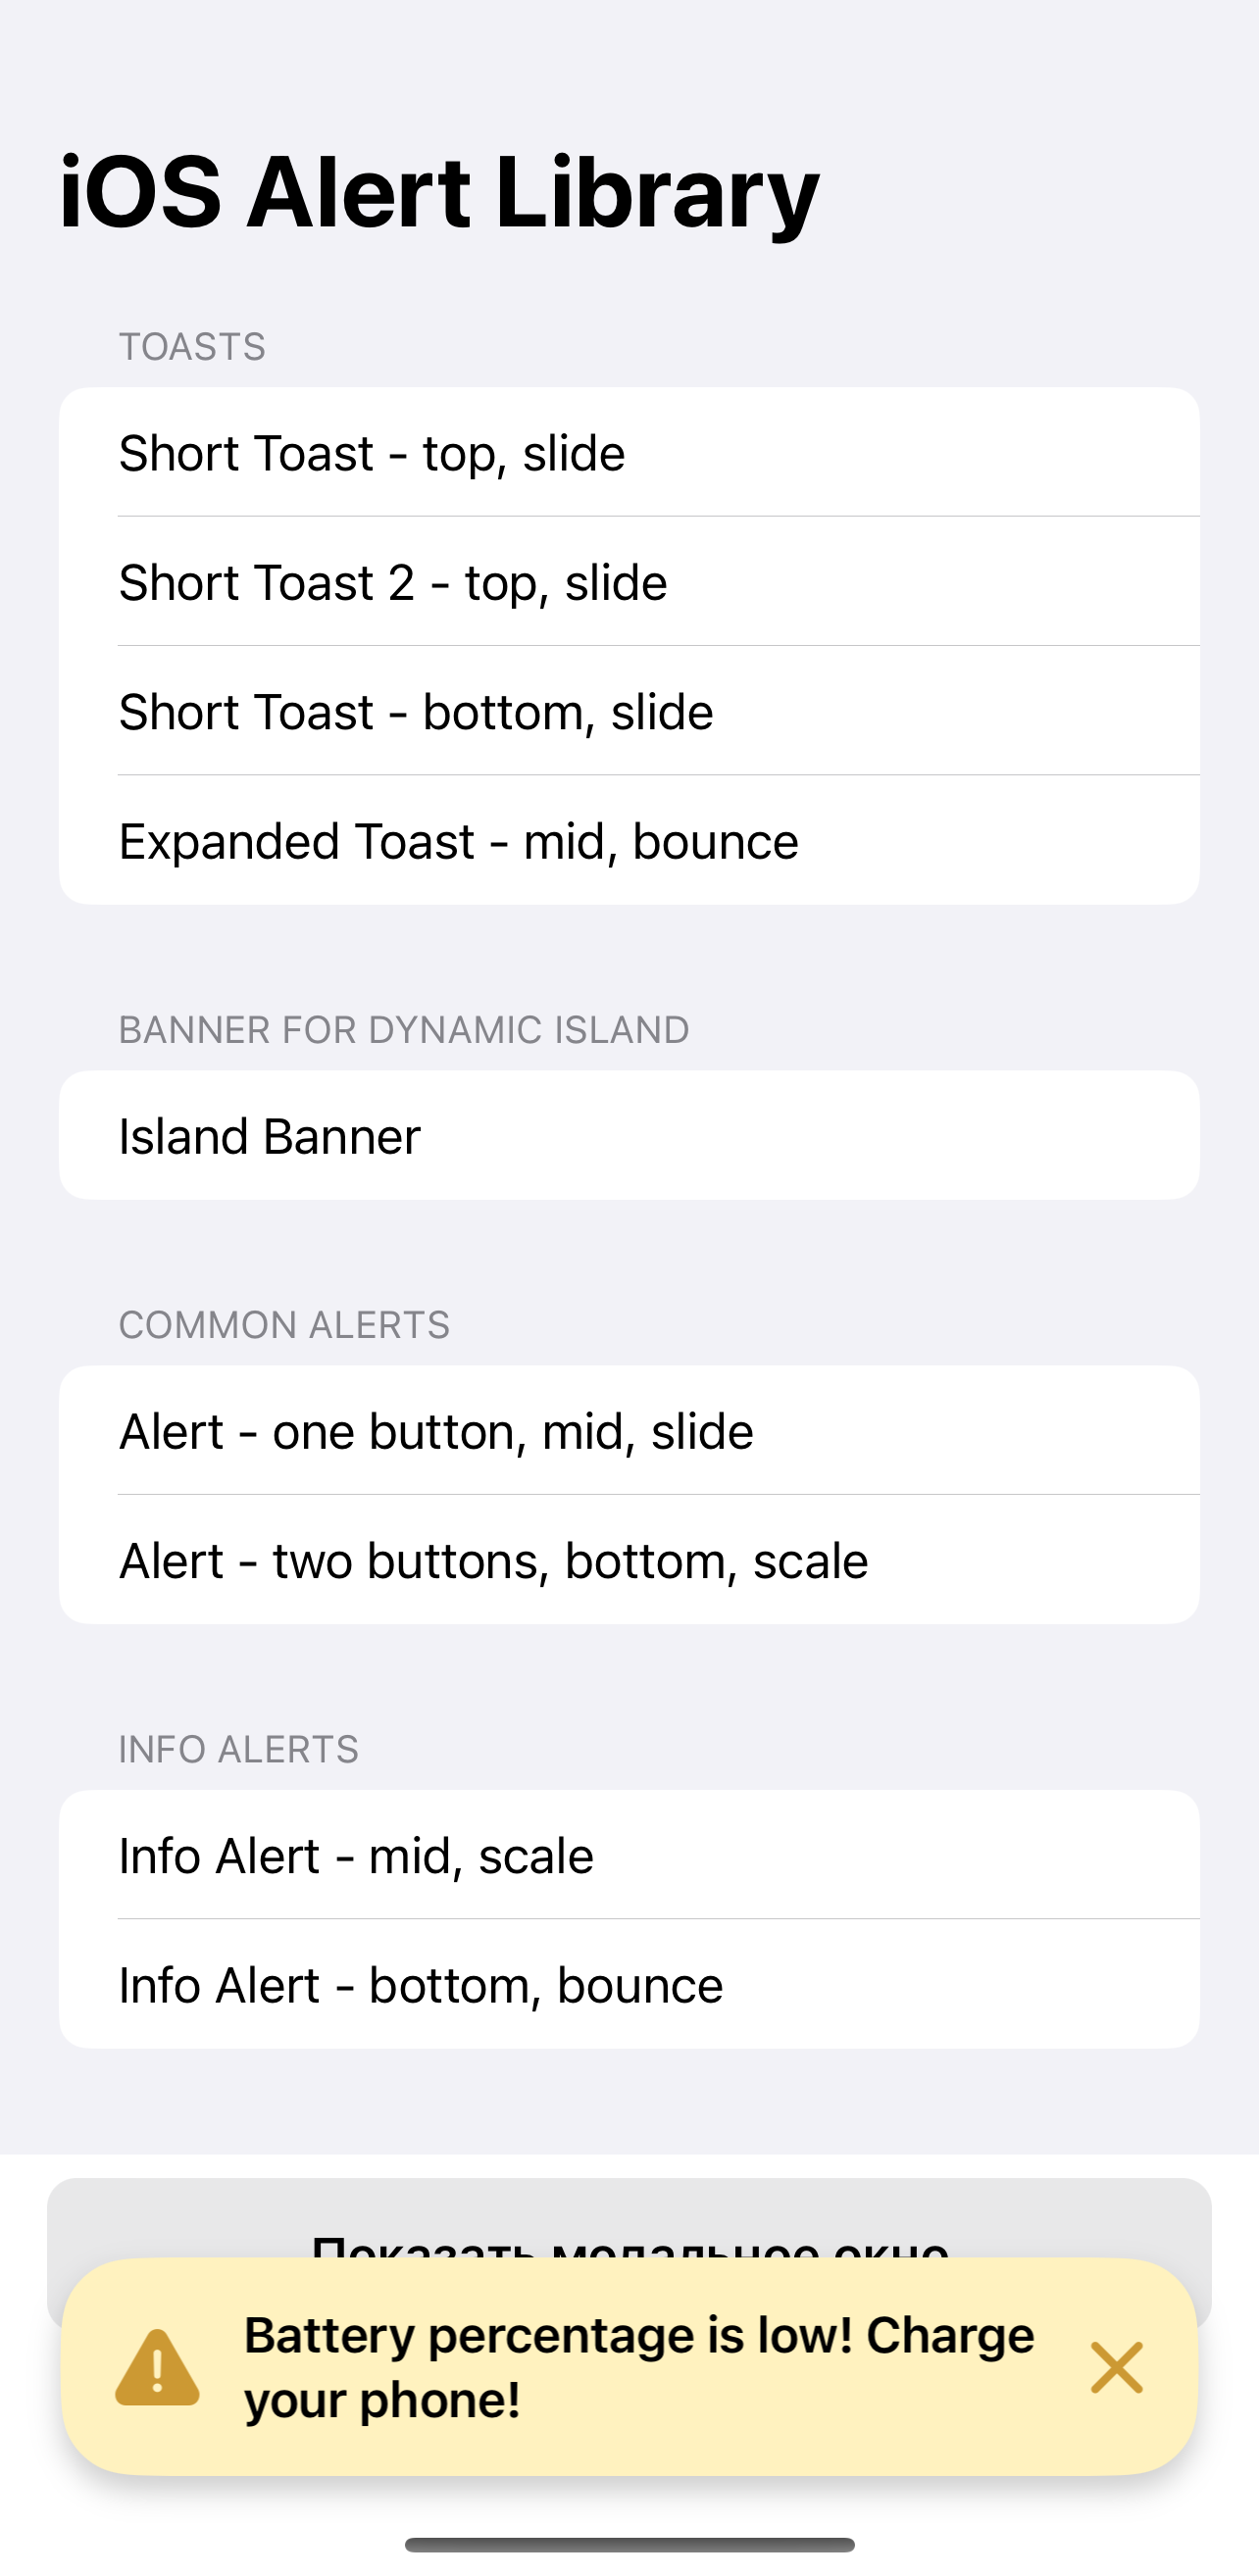 iOS Alert Library
TOASTS
Short Toast - top, slide
Short Toast 2 - top, slide
Short Toast - bottom, slide
Expanded Toast - mid, bounce
BANNER FOR DYNAMIC ISLAND
Island Banner
COMMON ALERTS
Alert - one button, mid, slide
Alert - two buttons, bottom, scale
INFO ALERTS
Info Alert - mid, scale
Info Alert - bottom, bounce
Показать модальное окно
Battery percentage is low! Charge
your phone!